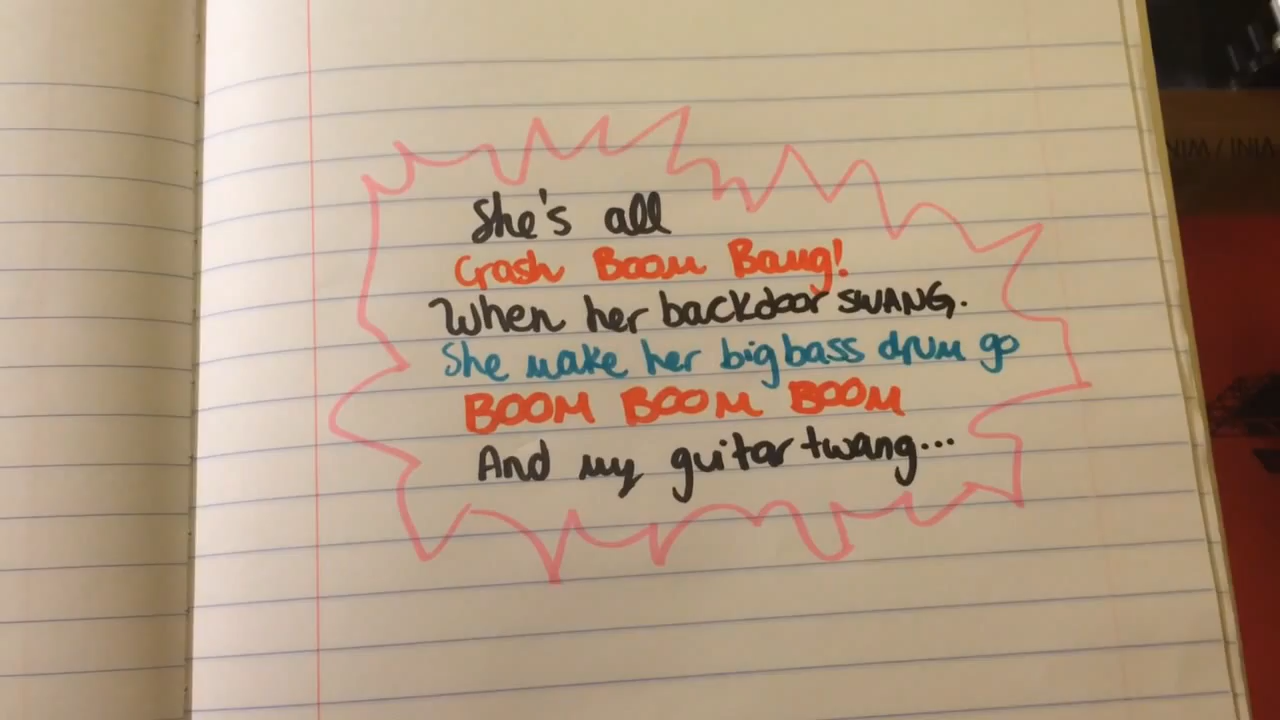 She's all
Crash Boom Bang!
When her backdoor SWANG.
She make her big bass drum go
BOOM BOOM BOOM
And my guitar twang...